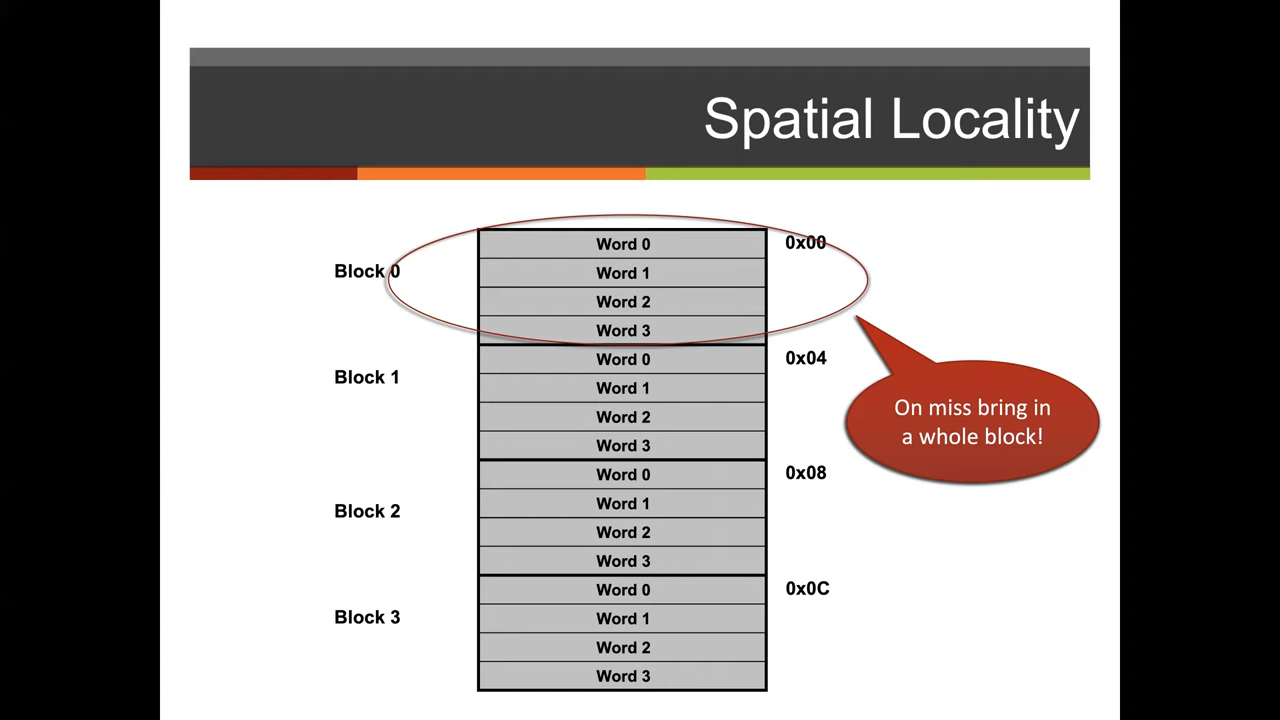 Spatial Locality
Word 0
0x00
Block 0
Word 1
Word 2
Word 3
Word 0
0x04
Block 1
Word 1
Word 2
Word 3
On miss bring in
a whole block!
Word 0
0x08
Word 1
Block 2
Word 2
Word 3
Word 0
0x0C
Block 3
Word 1
Word 2
Word 3